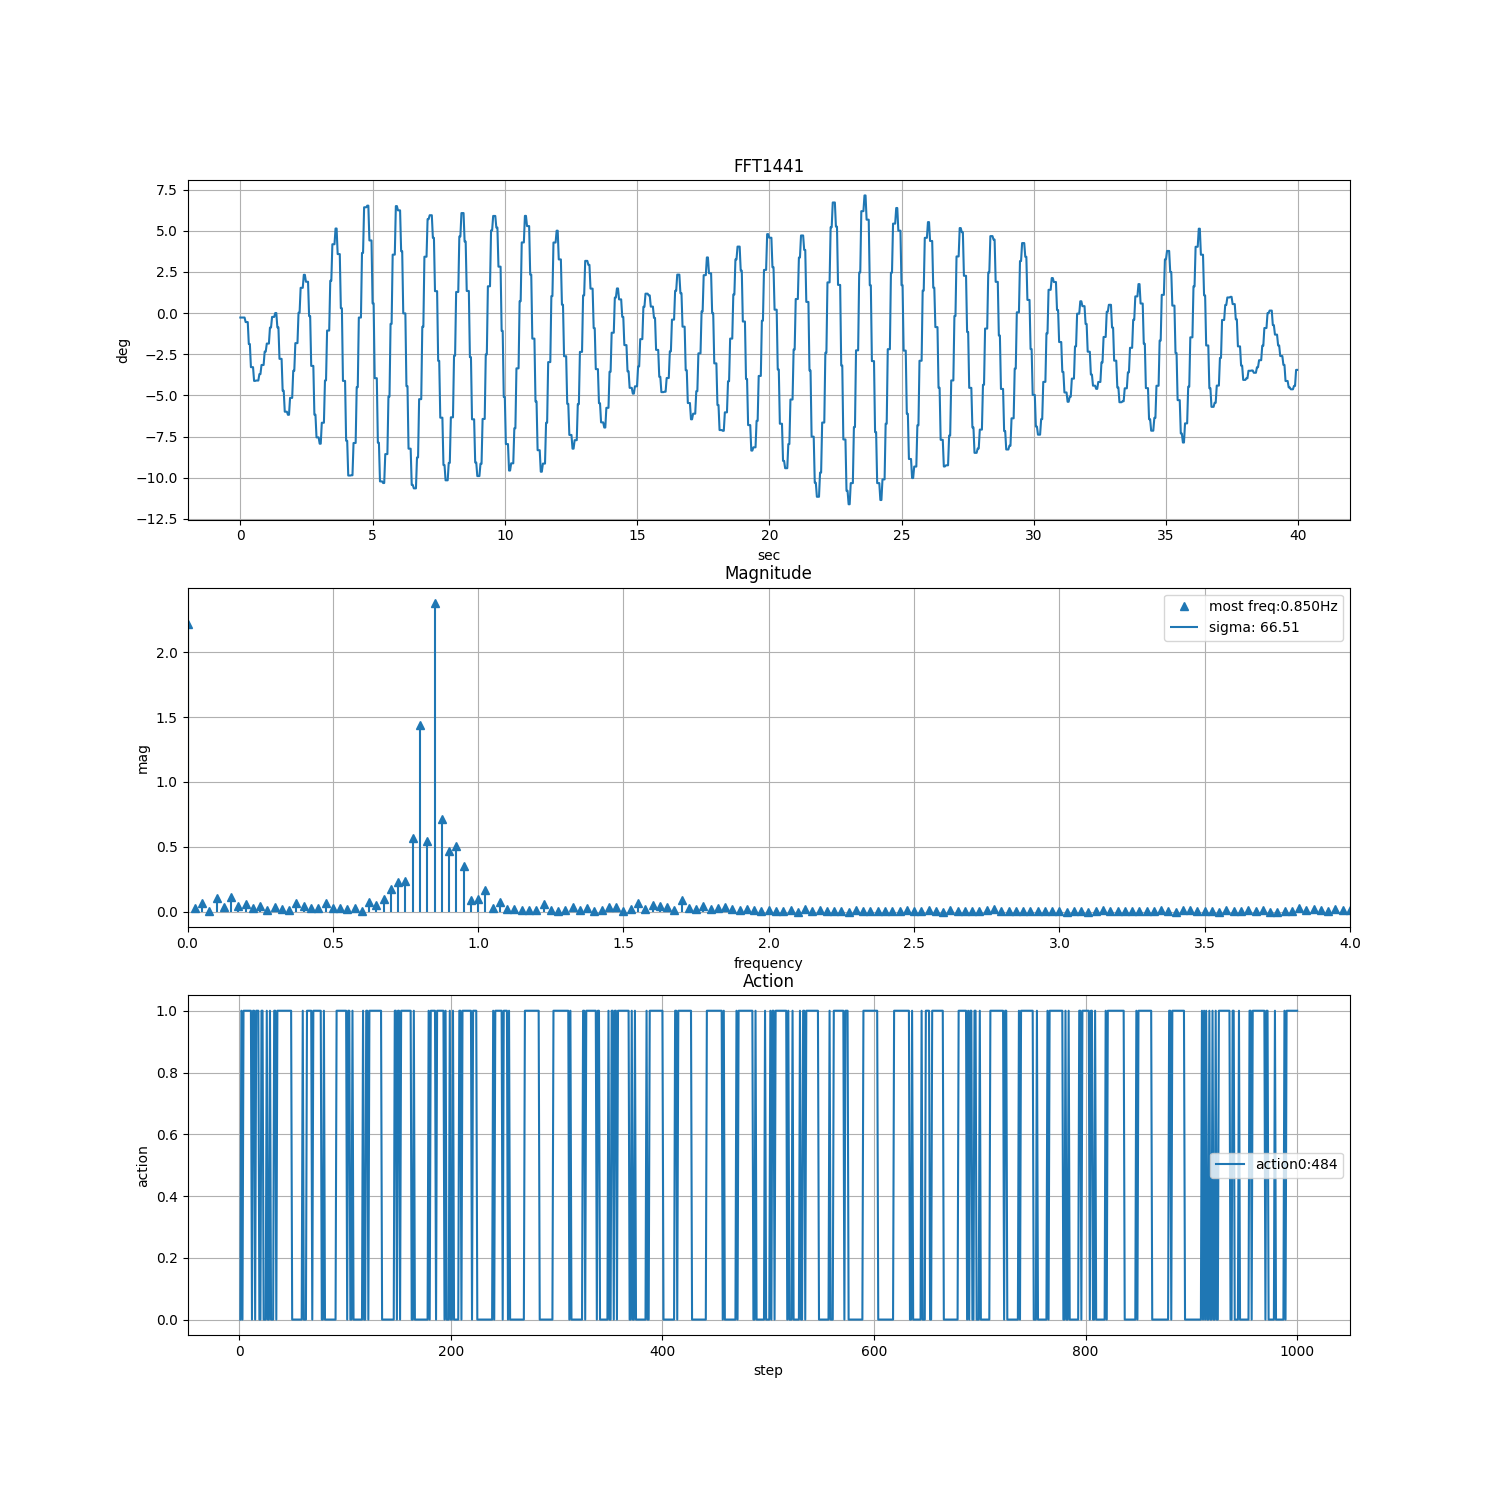 FFT1441
7.5
5.0
2.5
0.0
−2.5
−5.0
−7.5
−10.0
−12.5
deg
0 5 10 15 20 25 30 35 40
sec
Magnitude
most freq:0.850Hz
sigma: 66.51
2.0
1.5
1.0
0.5
0.0
mag
0.0 0.5 1.0 1.5 2.0 2.5 3.0 3.5 4.0
frequency
Action
1.0
0.8
0.6
0.4
0.2
0.0
action
action0:484
0 200 400 600 800 1000
step